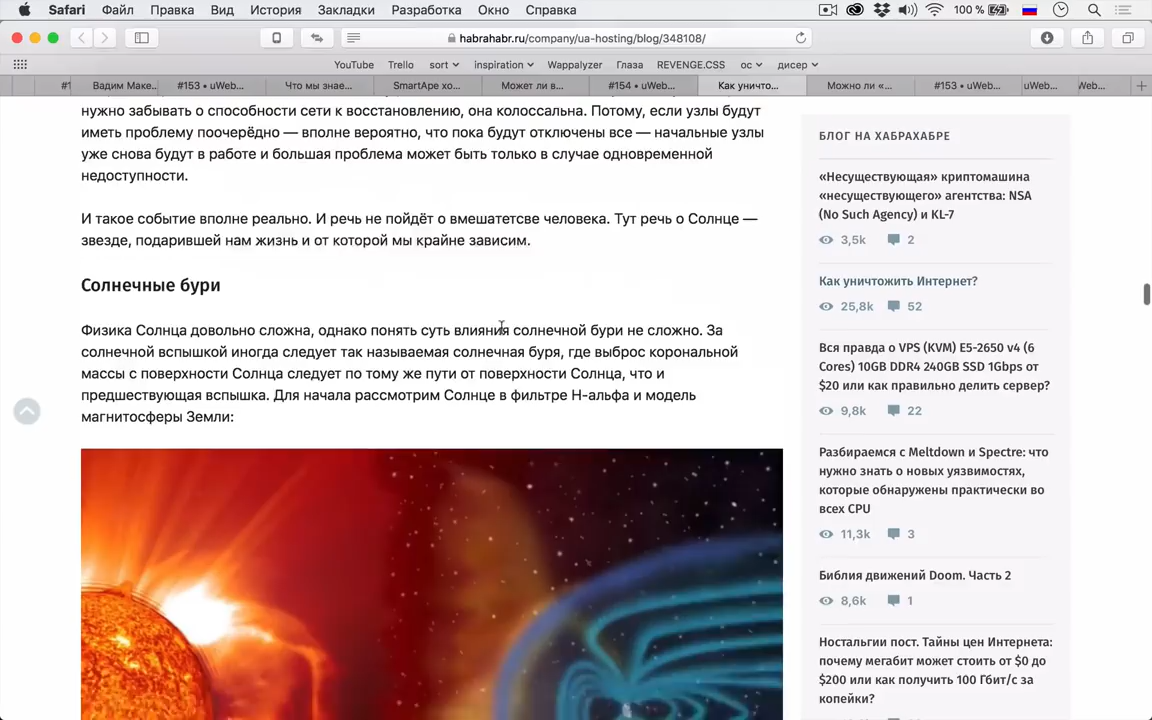 Safari Файл Правка Вид История Закладки Разработка Окно Справка 100 %
habrahabr.ru/company/ua-hosting/blog/348108/
YouTube Trello sort inspiration Wappalyzer Глаза REVENGE.CSS ос дисер
#1 Вадим Маке... #153 • uWeb... Что мы знае... SmartApe хо... Может ли в... #154 • uWeb... Как уничто... Можно ли «... #153 • uWeb... uWeb... Web...
нужно забывать о способности сети к восстановлению, она колоссальна. Потому, если узлы будут
иметь проблему поочерёдно — вполне вероятно, что пока будут отключены все — начальные узлы
уже снова будут в работе и большая проблема может быть только в случае одновременной
недоступности.
И такое событие вполне реально. И речь не пойдёт о вмешатетсве человека. Тут речь о Солнце —
звезде, подарившей нам жизнь и от которой мы крайне зависим.
Солнечные бури
Физика Солнца довольно сложна, однако понять суть влияния солнечной бури не сложно. За
солнечной вспышкой иногда следует так называемая солнечная буря, где выброс корональной
массы с поверхности Солнца следует по тому же пути от поверхности Солнца, что и
предшествующая вспышка. Для начала рассмотрим Солнце в фильтре H-альфа и модель
магнитосферы Земли:
БЛОГ НА ХАБРАХАБРЕ
«Несуществующая» криптомашина
«несуществующего» агентства: NSA
(No Such Agency) и KL-7
3,5k 2
Как уничтожить Интернет?
25,8k 52
Вся правда о VPS (KVM) E5-2650 v4 (6
Cores) 10GB DDR4 240GB SSD 1Gbps от
$20 или как правильно делить сервер?
9,8k 22
Разбираемся с Meltdown и Spectre: что
нужно знать о новых уязвимостях,
которые обнаружены практически во
всех CPU
11,3k 3
Библия движений Doom. Часть 2
8,6k 1
Ностальгии пост. Тайны цен Интернета:
почему мегабит может стоить от $0 до
$200 или как получить 100 Гбит/с за
копейки?